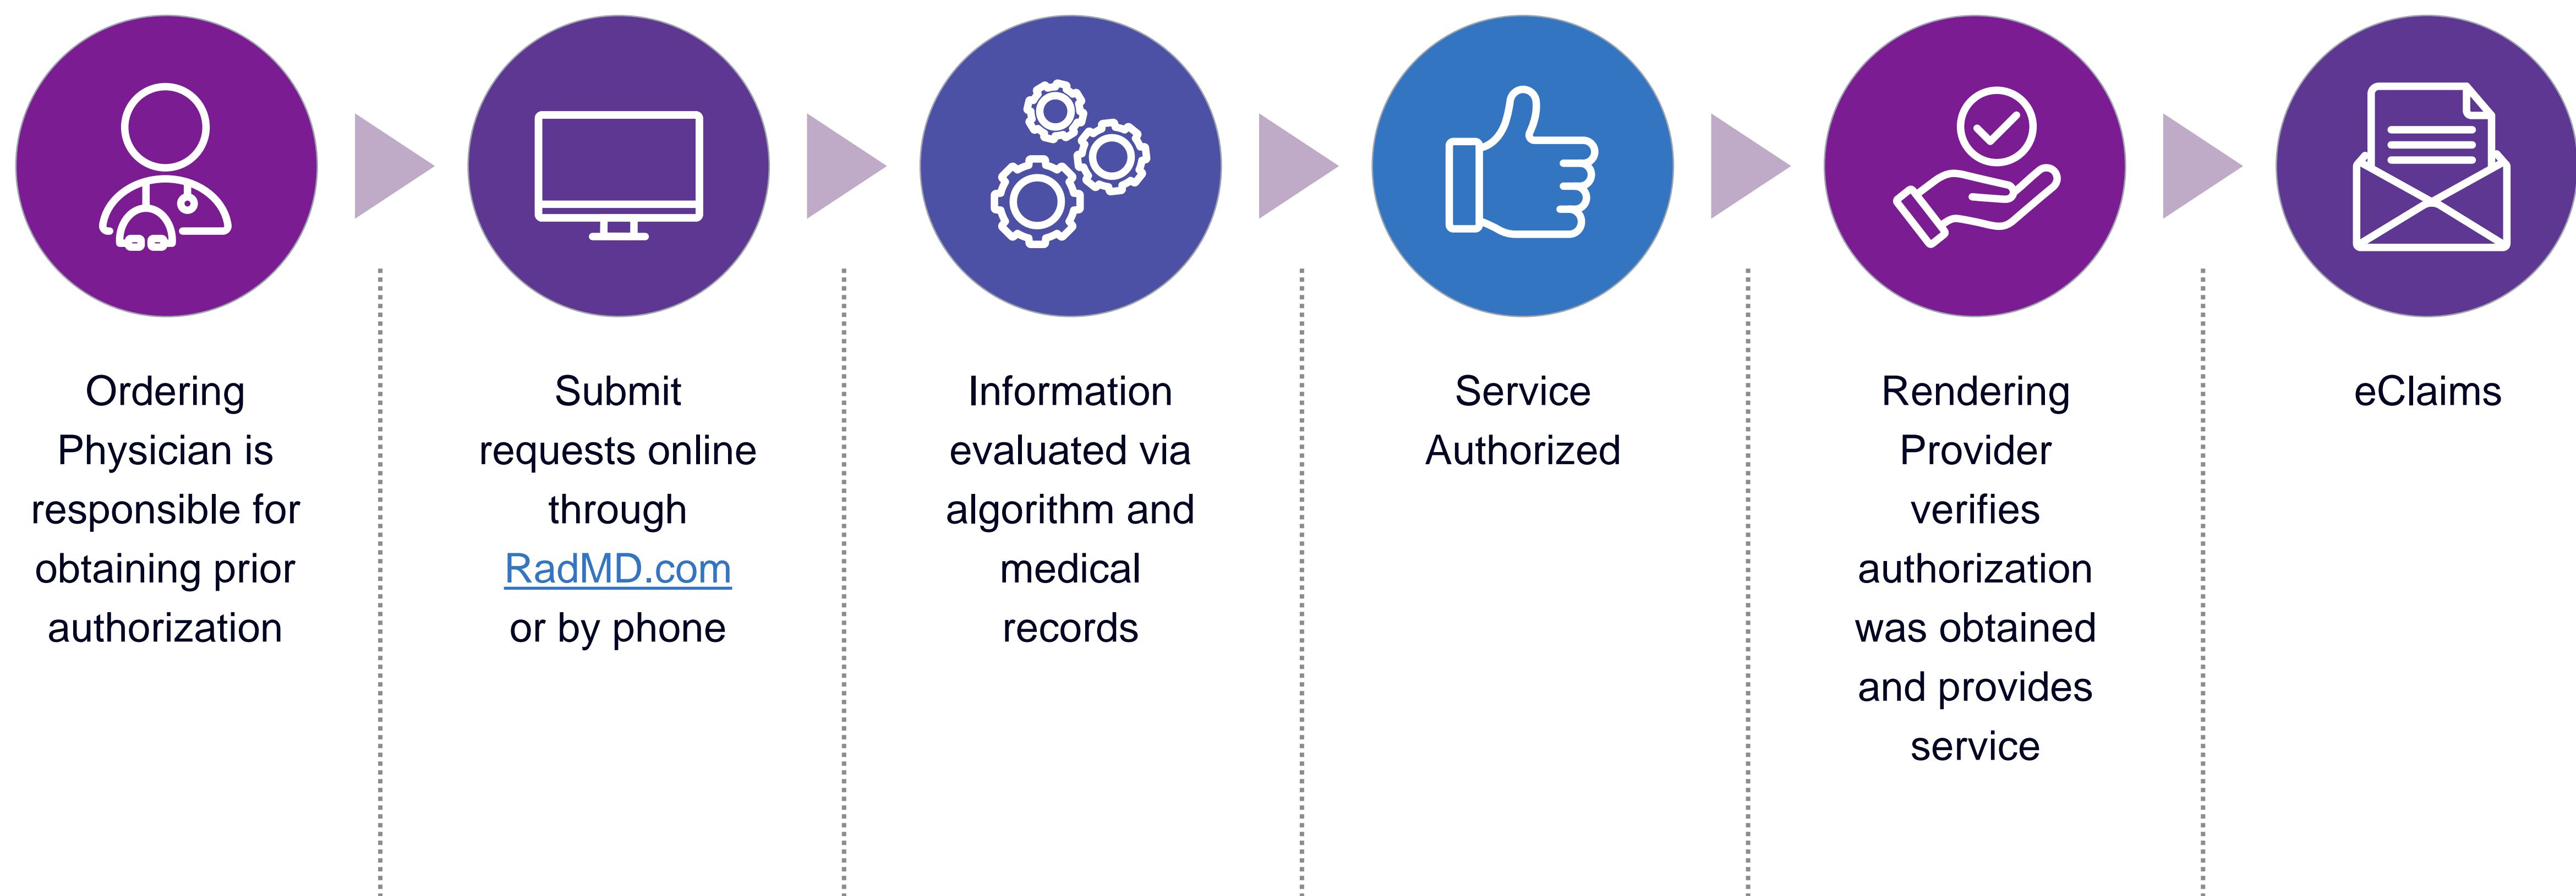 Ordering
Physician is
responsible for
obtaining prior
authorization
Submit
requests online
through
RadMD.com
or by phone
Information
evaluated via
algorithm and
medical
records
Service
Authorized
Rendering
Provider
verifies
authorization
was obtained
and provides
service
eClaims